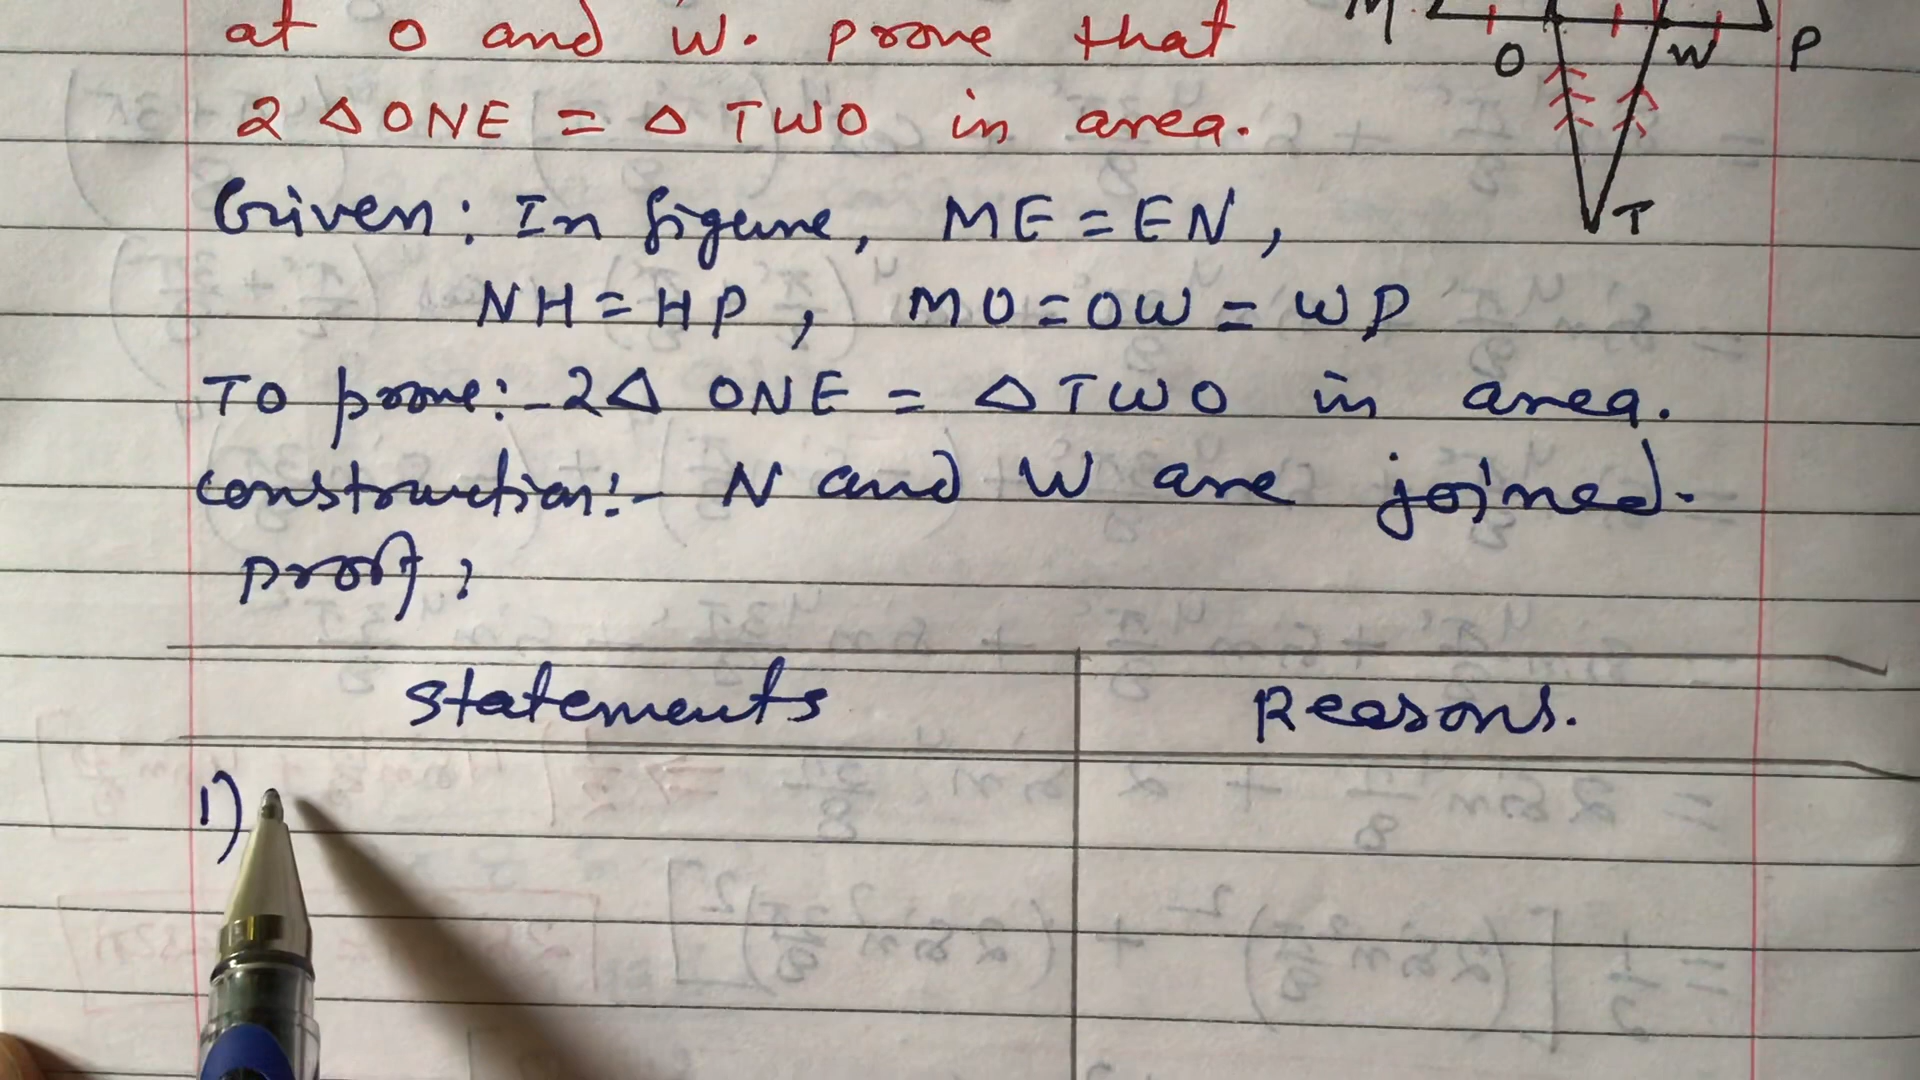 at O and W. prove that
2 △ ONE = △ TWO in area.
M O W P
T
Given: In figure, ME = EN,
NH = HP, MO = OW = WP
To prove:- 2△ ONE = △ TWO in area.
construction:- N and W are joined.
proof:
statements Reasons.
1)